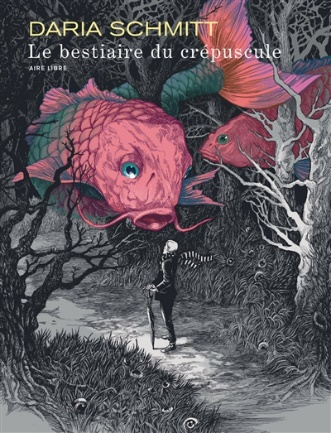 DARIA SCHMITT
Le bestiaire du crépuscule
AIRE LIBRE